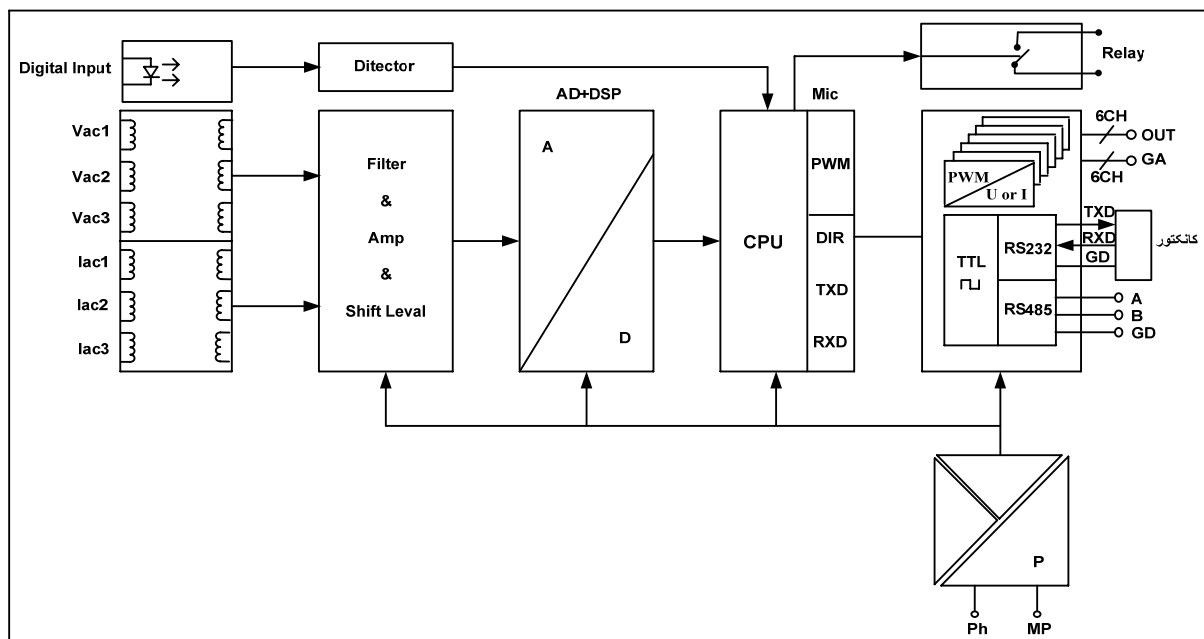 Digital Input
Ditector
Relay
AD+DSP
Mic
Vac1
Vac2
Vac3
Iac1
Iac2
Iac3
Filter
&
Amp
&
Shift Leval
A
D
CPU
PWM
DIR
TXD
RXD
6CH
OUT
GA
6CH
PWM
U or I
TTL
RS232
RS485
TXD
RXD
GD
کانکتور
A
B
GD
P
Ph
MP